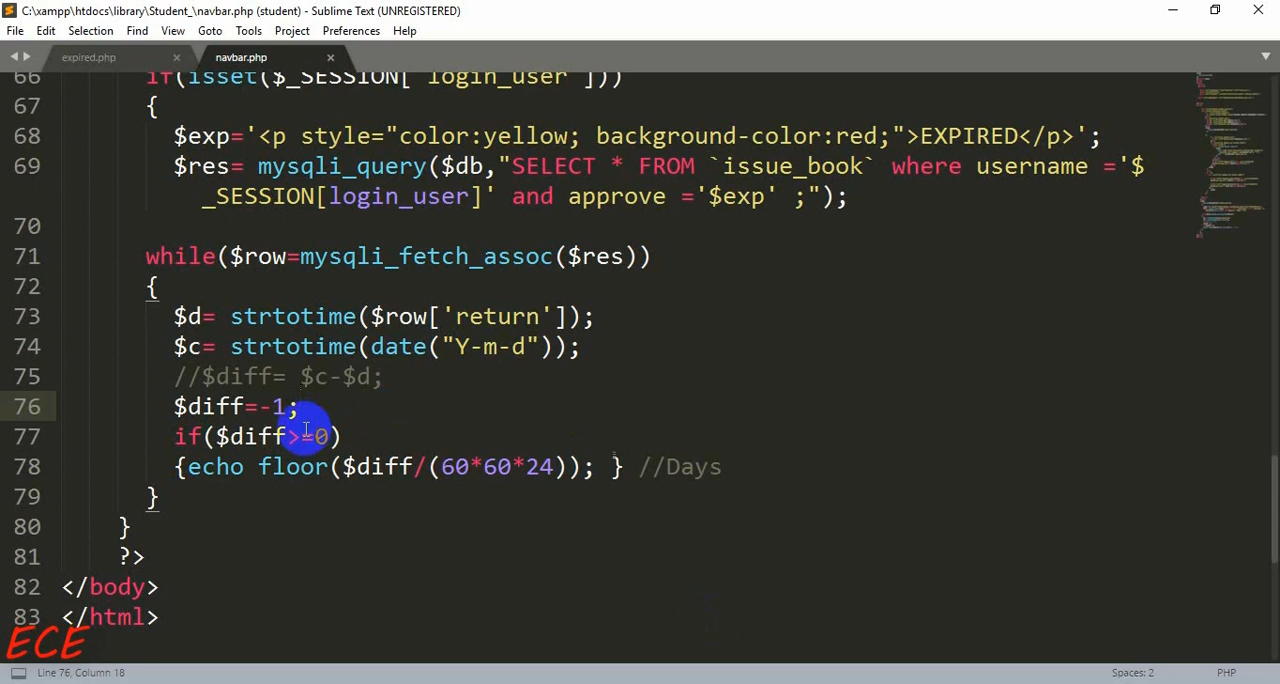 C:\xampp\htdocs\library\Student_\navbar.php (student) - Sublime Text (UNREGISTERED)
File Edit Selection Find View Goto Tools Project Preferences Help
expired.php navbar.php
66 if(isset($_SESSION['login_user']))
67 {
68 $exp='<p style="color:yellow; background-color:red;">EXPIRED</p>';
69 $res= mysqli_query($db,"SELECT * FROM `issue_book` where username ='$
_SESSION[login_user]' and approve ='$exp' ;");
70
71 while($row=mysqli_fetch_assoc($res))
72 {
73 $d= strtotime($row['return']);
74 $c= strtotime(date("Y-m-d"));
75 //$diff= $c-$d;
76 $diff=-1;
77 if($diff>=0)
78 {echo floor($diff/(60*60*24)); } //Days
79 }
80 }
81 ?>
82 </body>
83 </html>
ECE
Line 76, Column 18 Spaces: 2 PHP